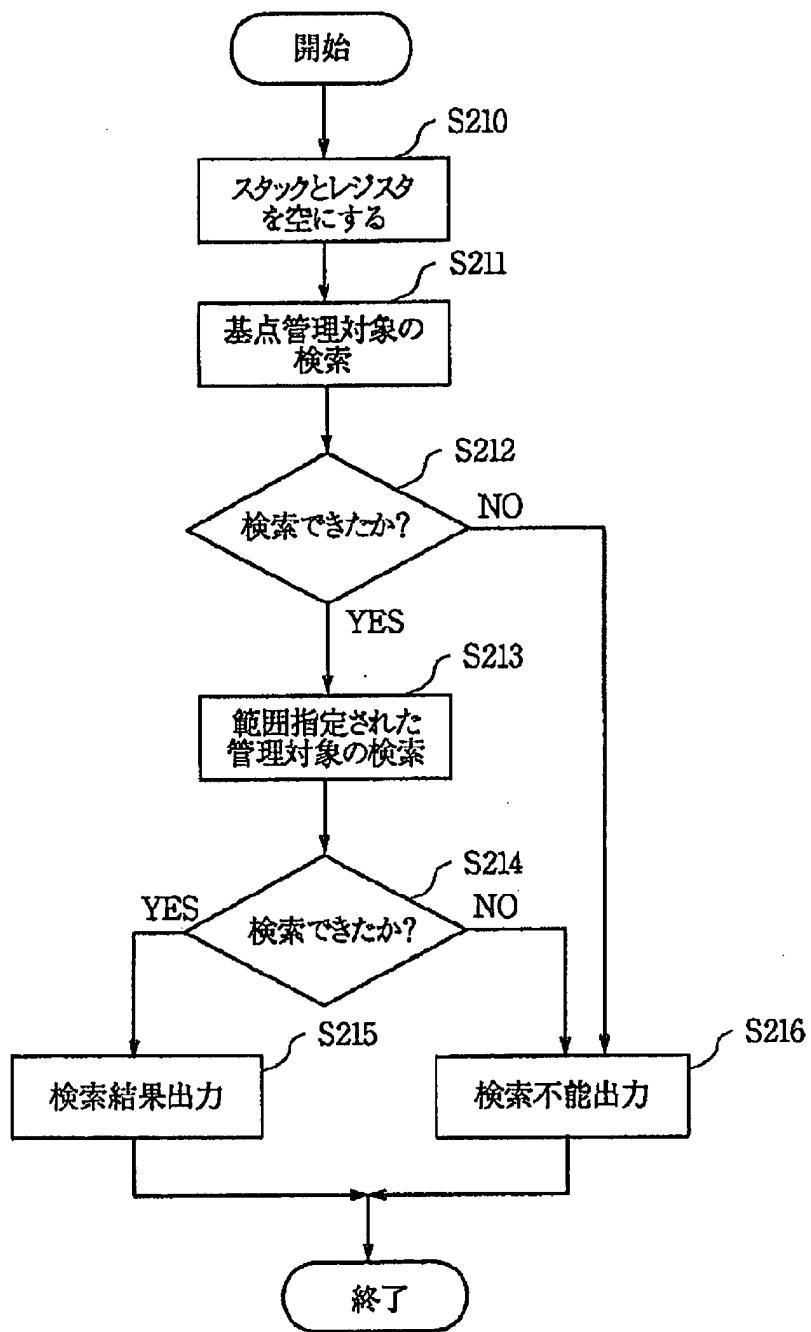 開始
S210
スタックとレジスタ
を空にする
S211
基点管理対象の
検索
S212
検索できたか?
NO
YES
S213
範囲指定された
管理対象の検索
S214
YES
検索できたか?
NO
S215
検索結果出力
S216
検索不能出力
終了